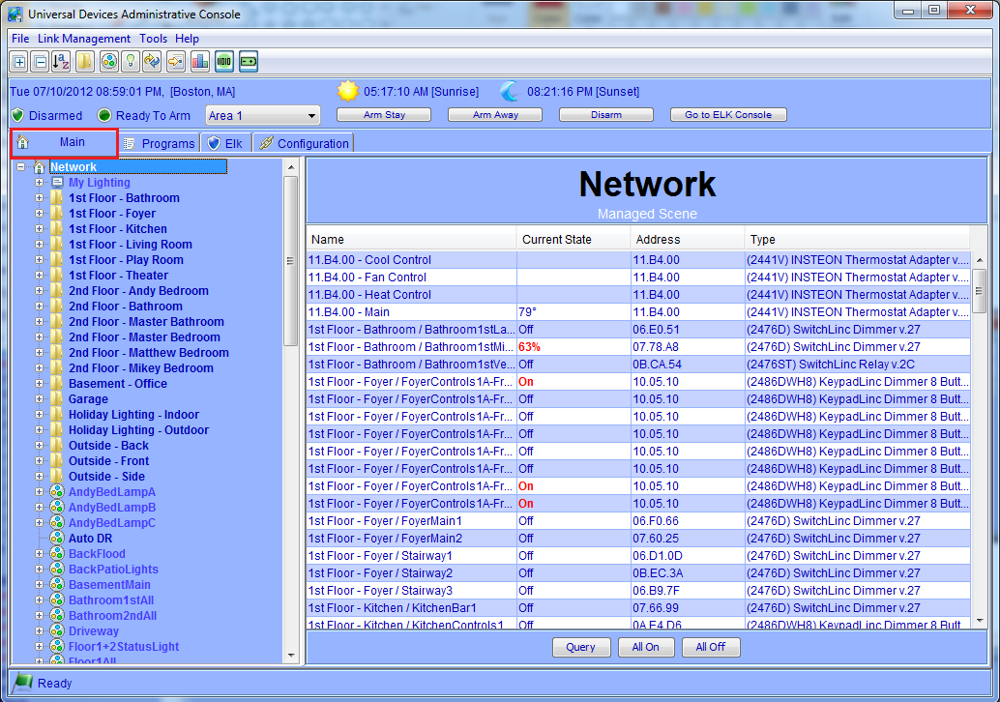 Universal Devices Administrative Console
File Link Management Tools Help
Tue 07/10/2012 08:59:01 PM, [Boston, MA] 05:17:10 AM [Sunrise] 08:21:16 PM [Sunset]
Disarmed Ready To Arm Area 1 Arm Stay Arm Away Disarm Go to ELK Console
Main Programs Elk Configuration
Network
My Lighting
1st Floor - Bathroom
1st Floor - Foyer
1st Floor - Kitchen
1st Floor - Living Room
1st Floor - Play Room
1st Floor - Theater
2nd Floor - Andy Bedroom
2nd Floor - Bathroom
2nd Floor - Master Bathroom
2nd Floor - Master Bedroom
2nd Floor - Matthew Bedroom
2nd Floor - Mikey Bedroom
Basement - Office
Garage
Holiday Lighting - Indoor
Holiday Lighting - Outdoor
Outside - Back
Outside - Front
Outside - Side
AndyBedLampA
AndyBedLampB
AndyBedLampC
Auto DR
BackFlood
BackPatioLights
BasementMain
Bathroom1stAll
Bathroom2ndAll
Driveway
Floor1+2StatusLight
Floor1All
Network
Managed Scene
Name Current State Address Type
11.B4.00 - Cool Control 11.B4.00 (2441V) INSTEON Thermostat Adapter v....
11.B4.00 - Fan Control 11.B4.00 (2441V) INSTEON Thermostat Adapter v....
11.B4.00 - Heat Control 11.B4.00 (2441V) INSTEON Thermostat Adapter v....
11.B4.00 - Main 79° 11.B4.00 (2441V) INSTEON Thermostat Adapter v....
1st Floor - Bathroom / Bathroom1stLa... Off 06.E0.51 (2476D) SwitchLinc Dimmer v.27
1st Floor - Bathroom / Bathroom1stMi... 63% 07.78.A8 (2476D) SwitchLinc Dimmer v.27
1st Floor - Bathroom / Bathroom1stVe... Off 0B.CA.54 (2476ST) SwitchLinc Relay v.2C
1st Floor - Foyer / FoyerControls1A-Fr... On 10.05.10 (2486DWH8) KeypadLinc Dimmer 8 Butt...
1st Floor - Foyer / FoyerControls1A-Fr... Off 10.05.10 (2486DWH8) KeypadLinc Dimmer 8 Butt...
1st Floor - Foyer / FoyerControls1A-Fr... Off 10.05.10 (2486DWH8) KeypadLinc Dimmer 8 Butt...
1st Floor - Foyer / FoyerControls1A-Fr... Off 10.05.10 (2486DWH8) KeypadLinc Dimmer 8 Butt...
1st Floor - Foyer / FoyerControls1A-Fr... Off 10.05.10 (2486DWH8) KeypadLinc Dimmer 8 Butt...
1st Floor - Foyer / FoyerControls1A-Fr... Off 10.05.10 (2486DWH8) KeypadLinc Dimmer 8 Butt...
1st Floor - Foyer / FoyerControls1A-Fr... On 10.05.10 (2486DWH8) KeypadLinc Dimmer 8 Butt...
1st Floor - Foyer / FoyerControls1A-Fr... On 10.05.10 (2486DWH8) KeypadLinc Dimmer 8 Butt...
1st Floor - Foyer / FoyerMain1 Off 06.F0.66 (2476D) SwitchLinc Dimmer v.27
1st Floor - Foyer / FoyerMain2 Off 07.60.25 (2476D) SwitchLinc Dimmer v.27
1st Floor - Foyer / Stairway1 Off 06.D1.0D (2476D) SwitchLinc Dimmer v.27
1st Floor - Foyer / Stairway2 Off 0B.EC.3A (2476D) SwitchLinc Dimmer v.27
1st Floor - Foyer / Stairway3 Off 06.B9.7F (2476D) SwitchLinc Dimmer v.27
1st Floor - Kitchen / KitchenBar1 Off 07.66.99 (2476D) SwitchLinc Dimmer v.27
1st Floor - Kitchen / KitchenControls1 Off 0A.E4.D6 (2486DWH8) KeypadLinc Dimmer 8 Butt...
Query All On All Off
Ready